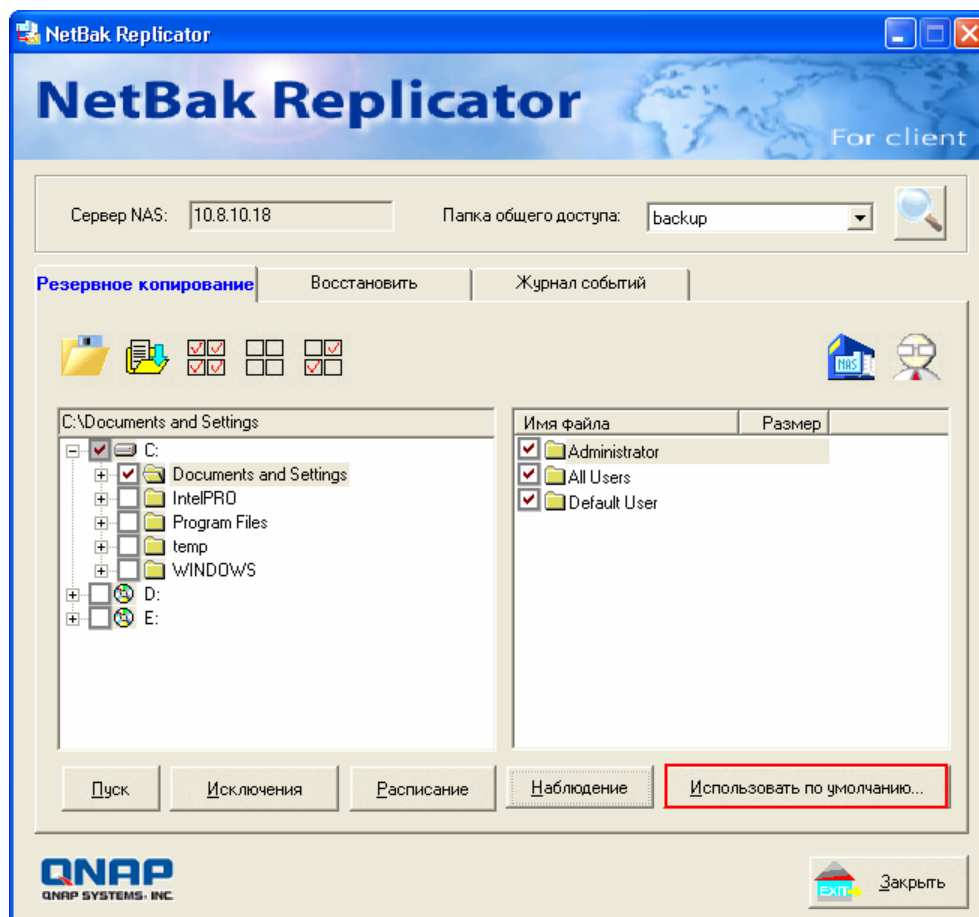 NetBak Replicator
NetBak Replicator
For client
Сервер NAS: 10.8.10.18 Папка общего доступа: backup
Резервное копирование Восстановить Журнал событий
NAS
C:\Documents and Settings
C:
Documents and Settings
IntelPRO
Program Files
temp
WINDOWS
D:
E:
Имя файла Размер
Administrator
All Users
Default User
Пуск Исключения Расписание Наблюдение Использовать по умолчанию...
QNAP
QNAP SYSTEMS, INC
EXIT Закрыть